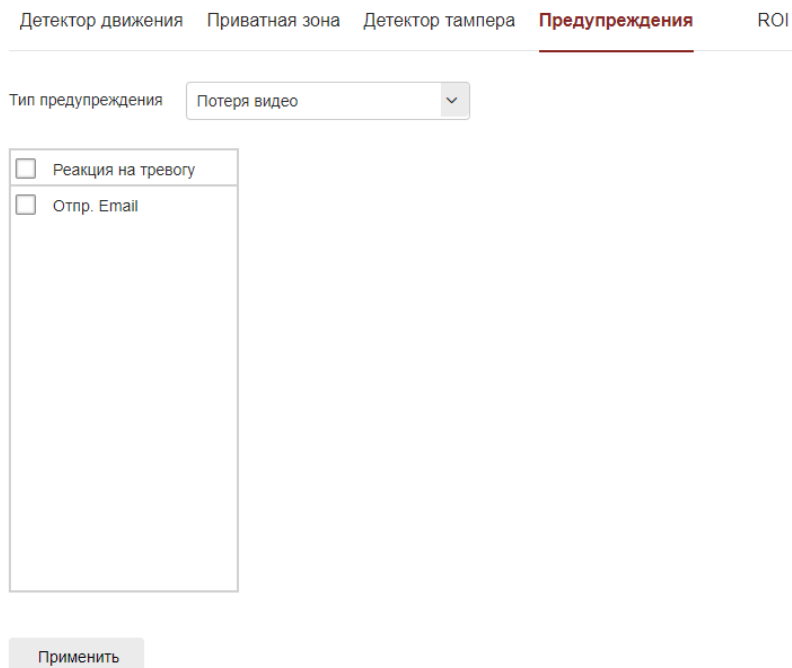 Детектор движения Приватная зона Детектор тампера Предупреждения ROI
Тип предупреждения Потеря видео
Реакция на тревогу
Отпр. Email
Применить